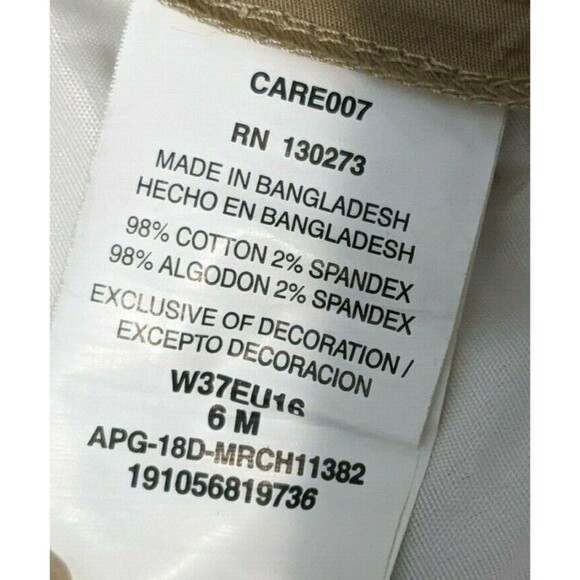 CARE007
RN 130273
MADE IN BANGLADESH
HECHO EN BANGLADESH
98% COTTON 2% SPANDEX
98% ALGODON 2% SPANDEX
EXCLUSIVE OF DECORATION /
EXCEPTO DECORACION
W37EU16
6 M
APG-18D-MRCH11382
191056819736